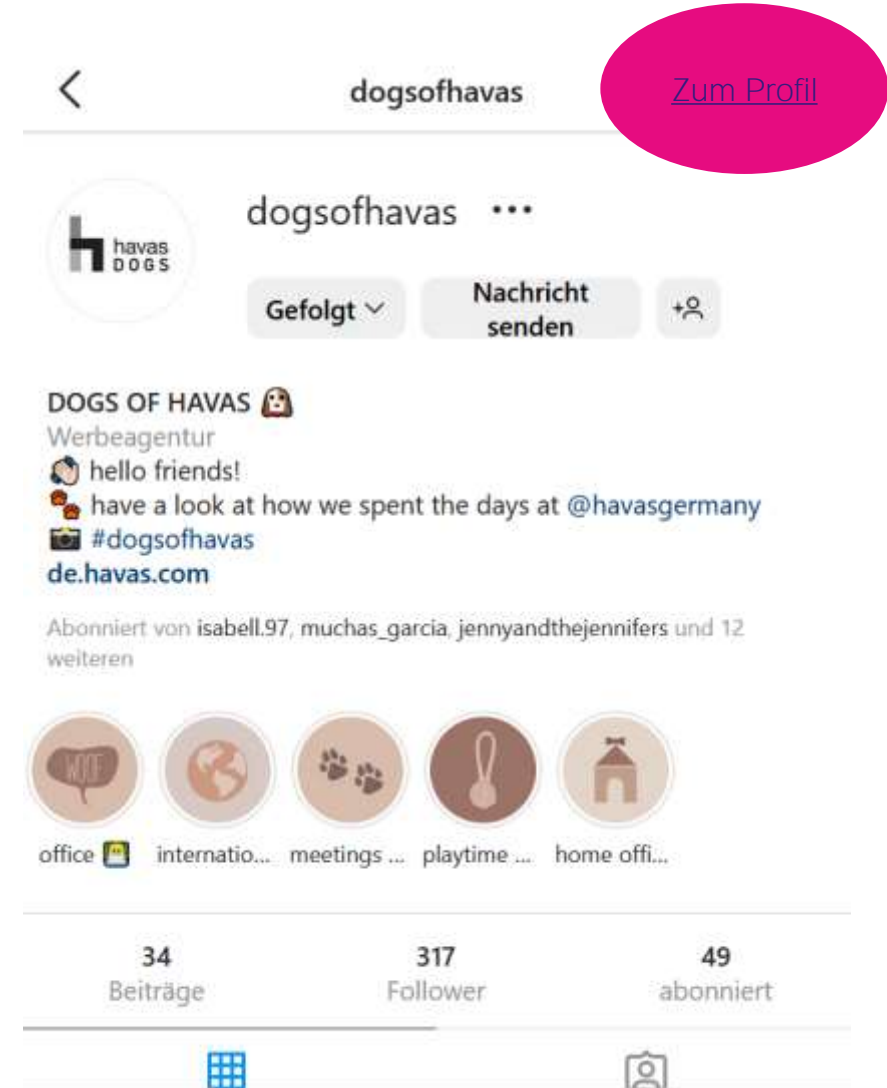 dogsofhavas
Zum Profil
havas
DOGS
dogsofhavas ...
Gefolgt
Nachricht
senden
DOGS OF HAVAS
Werbeagentur
hello friends!
have a look at how we spent the days at @havasgermany
#dogsofhavas
de.havas.com
Abonniert von isabell.97, muchas_garcia, jennyandthejennifers und 12
weiteren
WOOF
office
internatio...
meetings ...
playtime ...
home offi...
34
Beiträge
317
Follower
49
abonniert